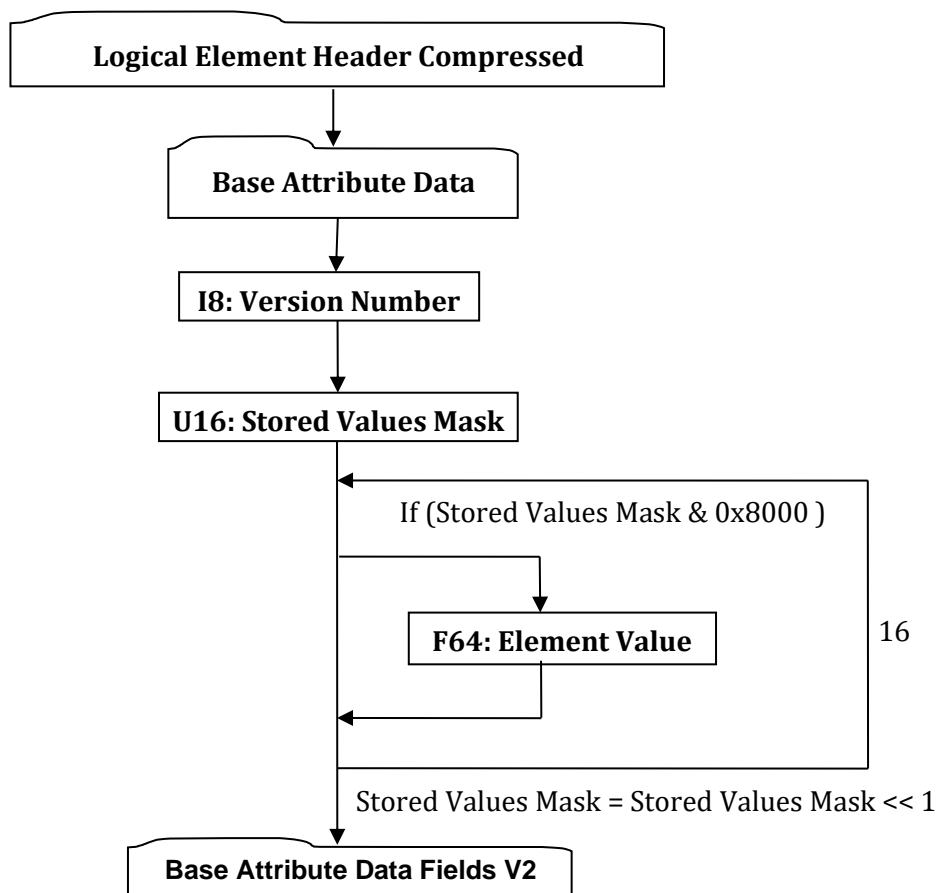 Logical Element Header Compressed
Base Attribute Data
I8: Version Number
U16: Stored Values Mask
If (Stored Values Mask & 0x8000 )
F64: Element Value
16
Stored Values Mask = Stored Values Mask << 1
Base Attribute Data Fields V2